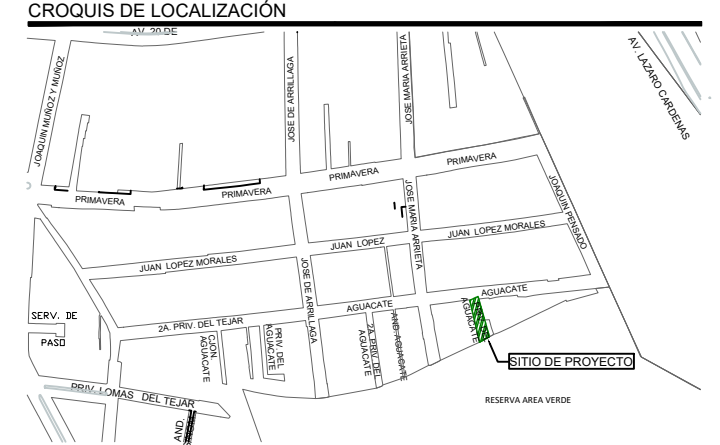 CROQUIS DE LOCALIZACIÓN
AV. 20 DE
JOAQUIN MUÑOZ Y MUÑOZ
JOSE DE ARRILLAGA
JOSE MARIA ARRIETA
AV. LAZARO CARDENAS
PRIMAVERA
PRIMAVERA
PRIMAVERA
PRIMAVERA
JOAQUIN PENSADO
JOSE MARIA ARRIETA
JUAN LOPEZ MORALES
JUAN LOPEZ
JUAN LOPEZ MORALES
JOSE DE ARRILLAGA
AGUACATE
AGUACATE
SERV. DE
PASO
2A. PRIV. DEL TEJAR
CJON.
AGUACATE
PRIV. DEL
AGUACATE
2A. PRIV. DEL
AGUACATE
AND. AGUACATE
AGUACATE
SITIO DE PROYECTO
PRIV. LOMAS DEL TEJAR
RESERVA AREA VERDE
AND.